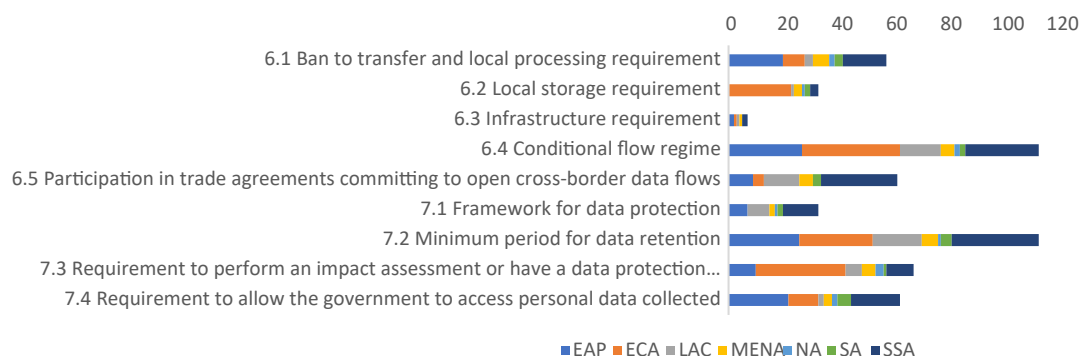 0 20 40 60 80 100 120
6.1 Ban to transfer and local processing requirement
6.2 Local storage requirement
6.3 Infrastructure requirement
6.4 Conditional flow regime
6.5 Participation in trade agreements committing to open cross-border data flows
7.1 Framework for data protection
7.2 Minimum period for data retention
7.3 Requirement to perform an impact assessment or have a data protection...
7.4 Requirement to allow the government to access personal data collected
EAP ECA LAC MENA NA SA SSA